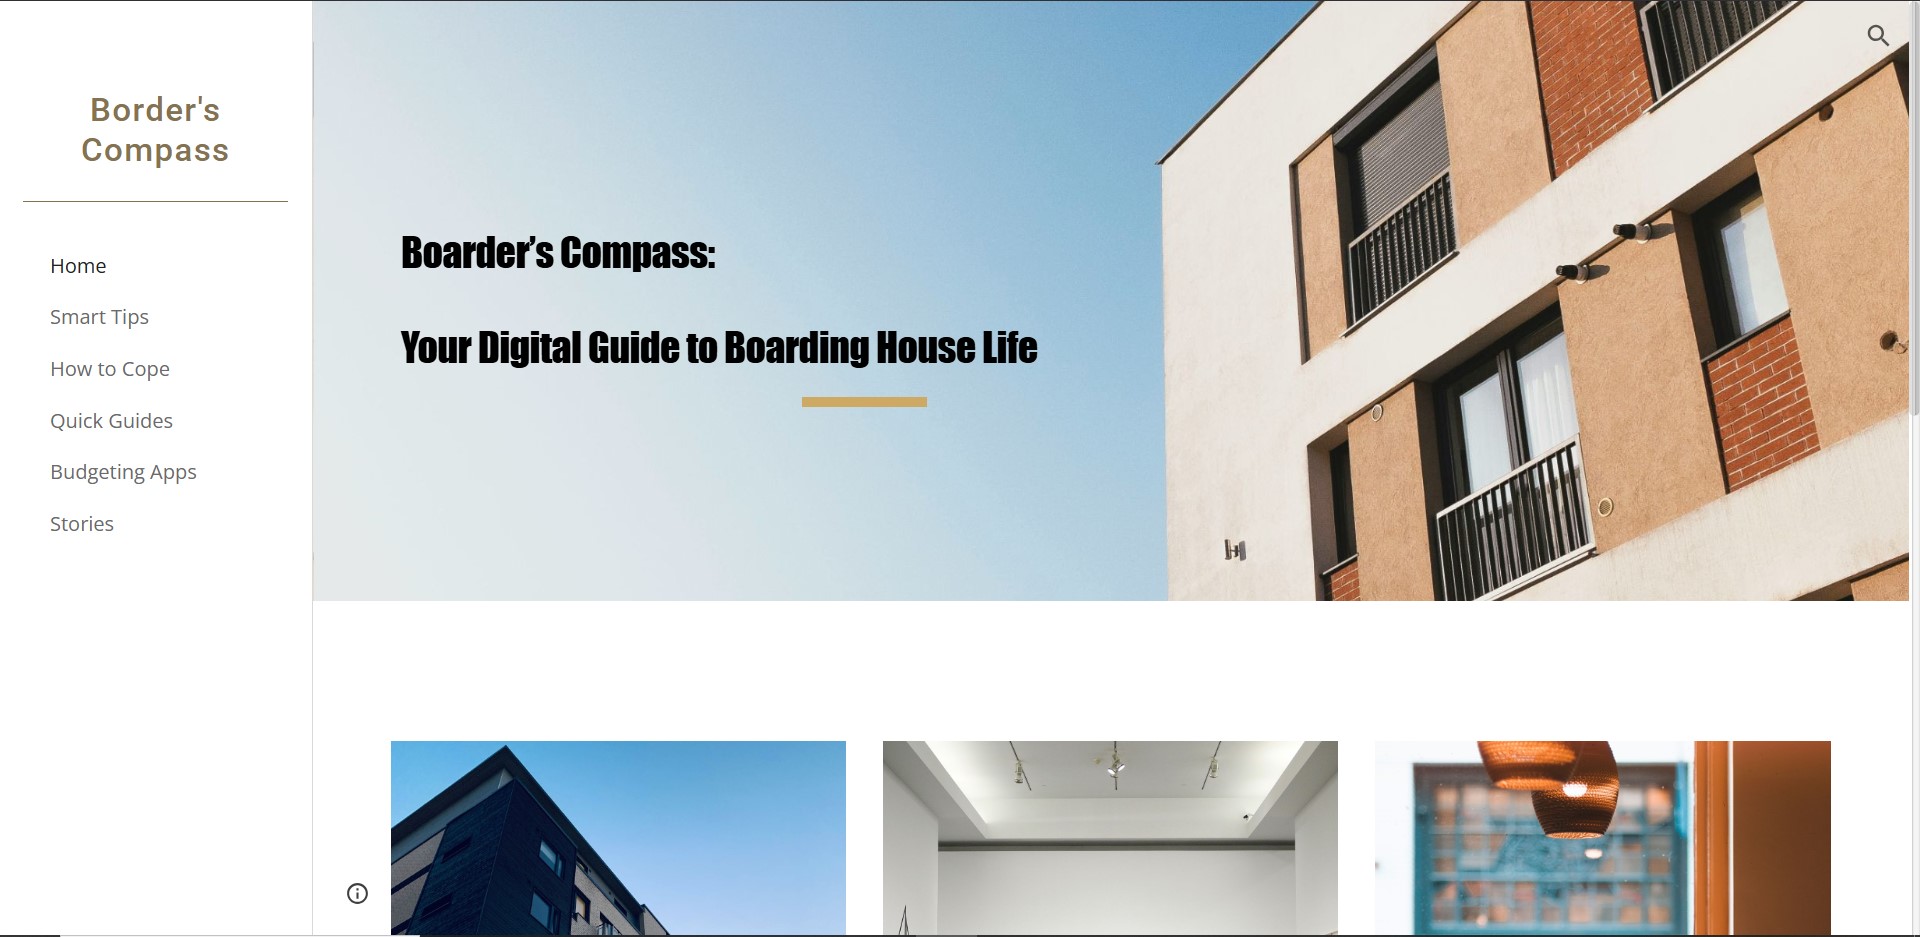 Border's
Compass
Home
Smart Tips
How to Cope
Quick Guides
Budgeting Apps
Stories
Boarder’s Compass:
Your Digital Guide to Boarding House Life